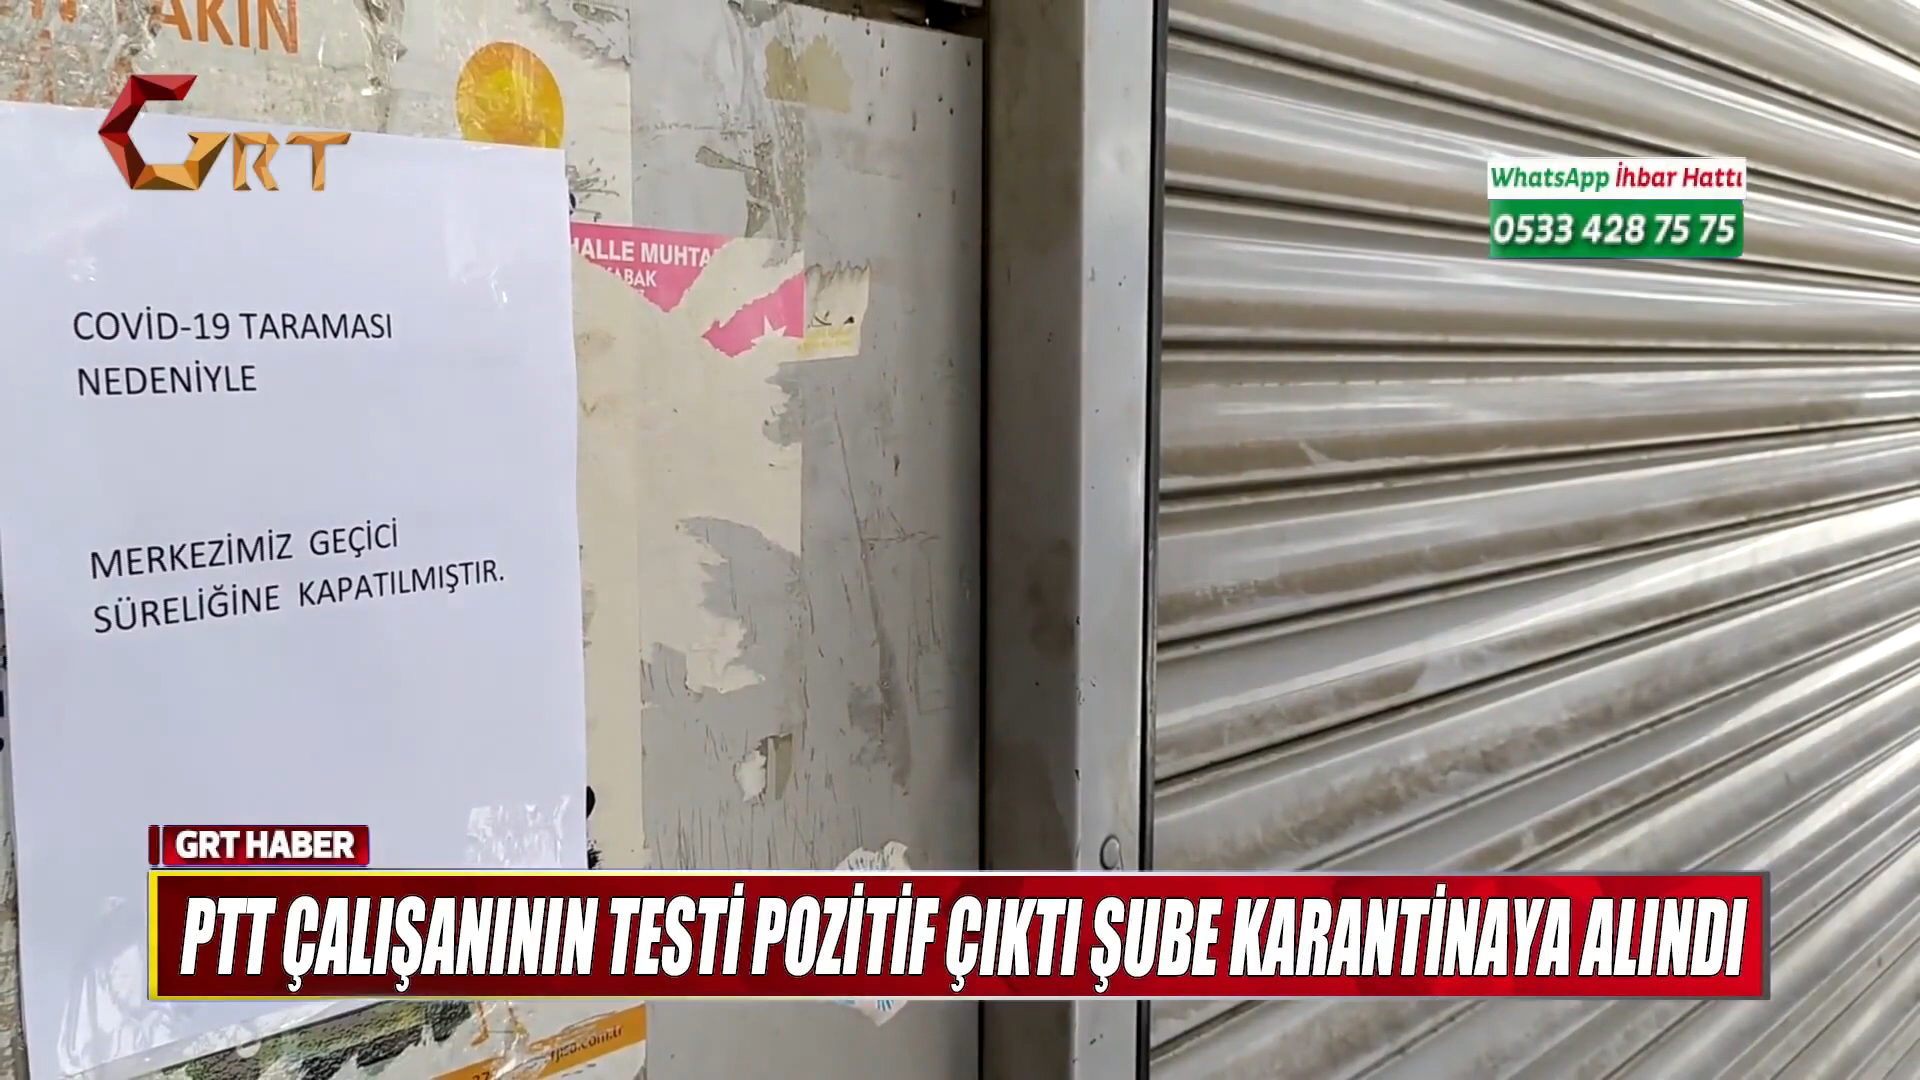 AKIN
GRT
WhatsApp İhbar Hattı
0533 428 75 75
COVİD-19 TARAMASI
NEDENİYLE
MERKEZİMİZ GEÇİCİ
SÜRELİĞİNE KAPATILMIŞTIR.
GRT HABER
PTT ÇALIŞANININ TESTİ POZİTİF ÇIKTI ŞUBE KARANTİNAYA ALINDI